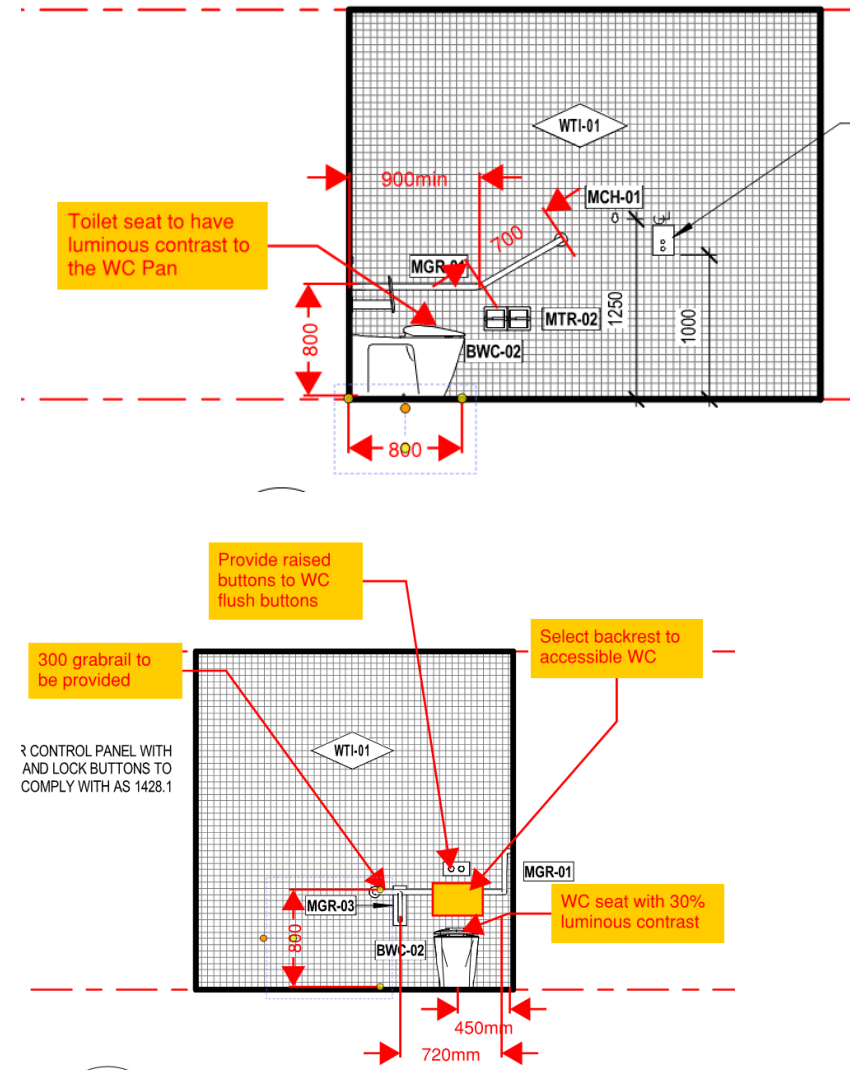 WTI-01
900min
MCH-01
Toilet seat to have
luminous contrast to
the WC Pan
700
MGR-01
800
MTR-02
1250
1000
BWC-02
800
Provide raised
buttons to WC
flush buttons
Select backrest to
accessible WC
300 grabrail to
be provided
R CONTROL PANEL WITH
AND LOCK BUTTONS TO
COMPLY WITH AS 1428.1
WTI-01
MGR-01
MGR-03
WC seat with 30%
luminous contrast
800
BWC-02
450mm
720mm